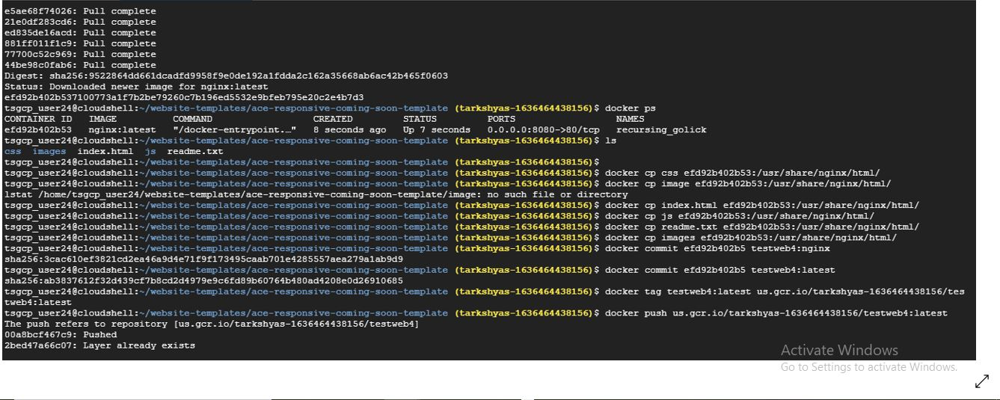 e5ae68f74026: Pull complete
21e0df283cd6: Pull complete
ed835de16acd: Pull complete
881ff011f1c9: Pull complete
77700c52c969: Pull complete
44be98c0fab6: Pull complete
Digest: sha256:9522864dd661dcadfd9958f9e0de192a1fdda2c162a35668ab6ac42b465f0603
Status: Downloaded newer image for nginx:latest
efd92b402b537100773a1f7b2be79260c7b196ed5532e9bfeb795e20c2e4b7d3
tsgcp_user24@cloudshell:~/website-templates/ace-responsive-coming-soon-template (tarkshyas-1636464438156)$ docker ps
CONTAINER ID IMAGE COMMAND CREATED STATUS PORTS NAMES
efd92b402b53 nginx:latest "/docker-entrypoint.…" 8 seconds ago Up 7 seconds 0.0.0.0:8080->80/tcp recursing_golick
tsgcp_user24@cloudshell:~/website-templates/ace-responsive-coming-soon-template (tarkshyas-1636464438156)$ ls
css images index.html js readme.txt
tsgcp_user24@cloudshell:~/website-templates/ace-responsive-coming-soon-template (tarkshyas-1636464438156)$
tsgcp_user24@cloudshell:~/website-templates/ace-responsive-coming-soon-template (tarkshyas-1636464438156)$ docker cp css efd92b402b53:/usr/share/nginx/html/
tsgcp_user24@cloudshell:~/website-templates/ace-responsive-coming-soon-template (tarkshyas-1636464438156)$ docker cp image efd92b402b53:/usr/share/nginx/html/
lstat /home/tsgcp_user24/website-templates/ace-responsive-coming-soon-template/image: no such file or directory
tsgcp_user24@cloudshell:~/website-templates/ace-responsive-coming-soon-template (tarkshyas-1636464438156)$ docker cp index.html efd92b402b53:/usr/share/nginx/html/
tsgcp_user24@cloudshell:~/website-templates/ace-responsive-coming-soon-template (tarkshyas-1636464438156)$ docker cp js efd92b402b53:/usr/share/nginx/html/
tsgcp_user24@cloudshell:~/website-templates/ace-responsive-coming-soon-template (tarkshyas-1636464438156)$ docker cp readme.txt efd92b402b53:/usr/share/nginx/html/
tsgcp_user24@cloudshell:~/website-templates/ace-responsive-coming-soon-template (tarkshyas-1636464438156)$ docker cp images efd92b402b53:/usr/share/nginx/html/
tsgcp_user24@cloudshell:~/website-templates/ace-responsive-coming-soon-template (tarkshyas-1636464438156)$ docker commit efd92b402b5 testweb4:nginx
sha256:3cac610ef3821cd2ea46a9d4e71f9f173495caab701e4285557aea279a1ab9d9
tsgcp_user24@cloudshell:~/website-templates/ace-responsive-coming-soon-template (tarkshyas-1636464438156)$ docker commit efd92b402b5 testweb4:latest
sha256:ab3837612f32d439cf7b8cd2d4979e9c6fd89b60764b480ad4208e0d26910685
tsgcp_user24@cloudshell:~/website-templates/ace-responsive-coming-soon-template (tarkshyas-1636464438156)$ docker tag testweb4:latest us.gcr.io/tarkshyas-1636464438156/tes
tweb4:latest
tsgcp_user24@cloudshell:~/website-templates/ace-responsive-coming-soon-template (tarkshyas-1636464438156)$ docker push us.gcr.io/tarkshyas-1636464438156/testweb4:latest
The push refers to repository [us.gcr.io/tarkshyas-1636464438156/testweb4]
00a8bcf467c9: Pushed
2bed47a66c07: Layer already exists
Activate Windows
Go to Settings to activate Windows.